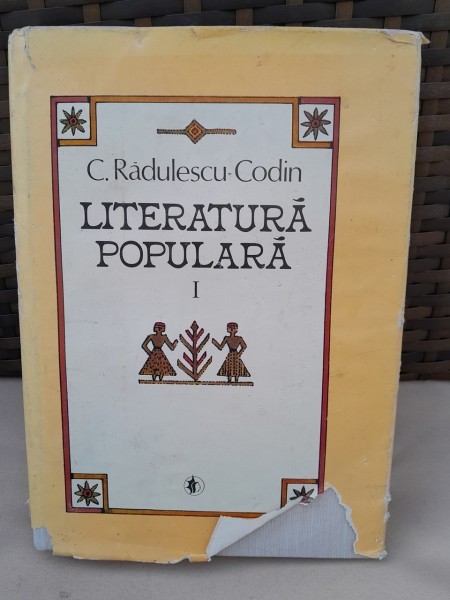 C. Rădulescu-Codin
LITERATURĂ
POPULARĂ
I